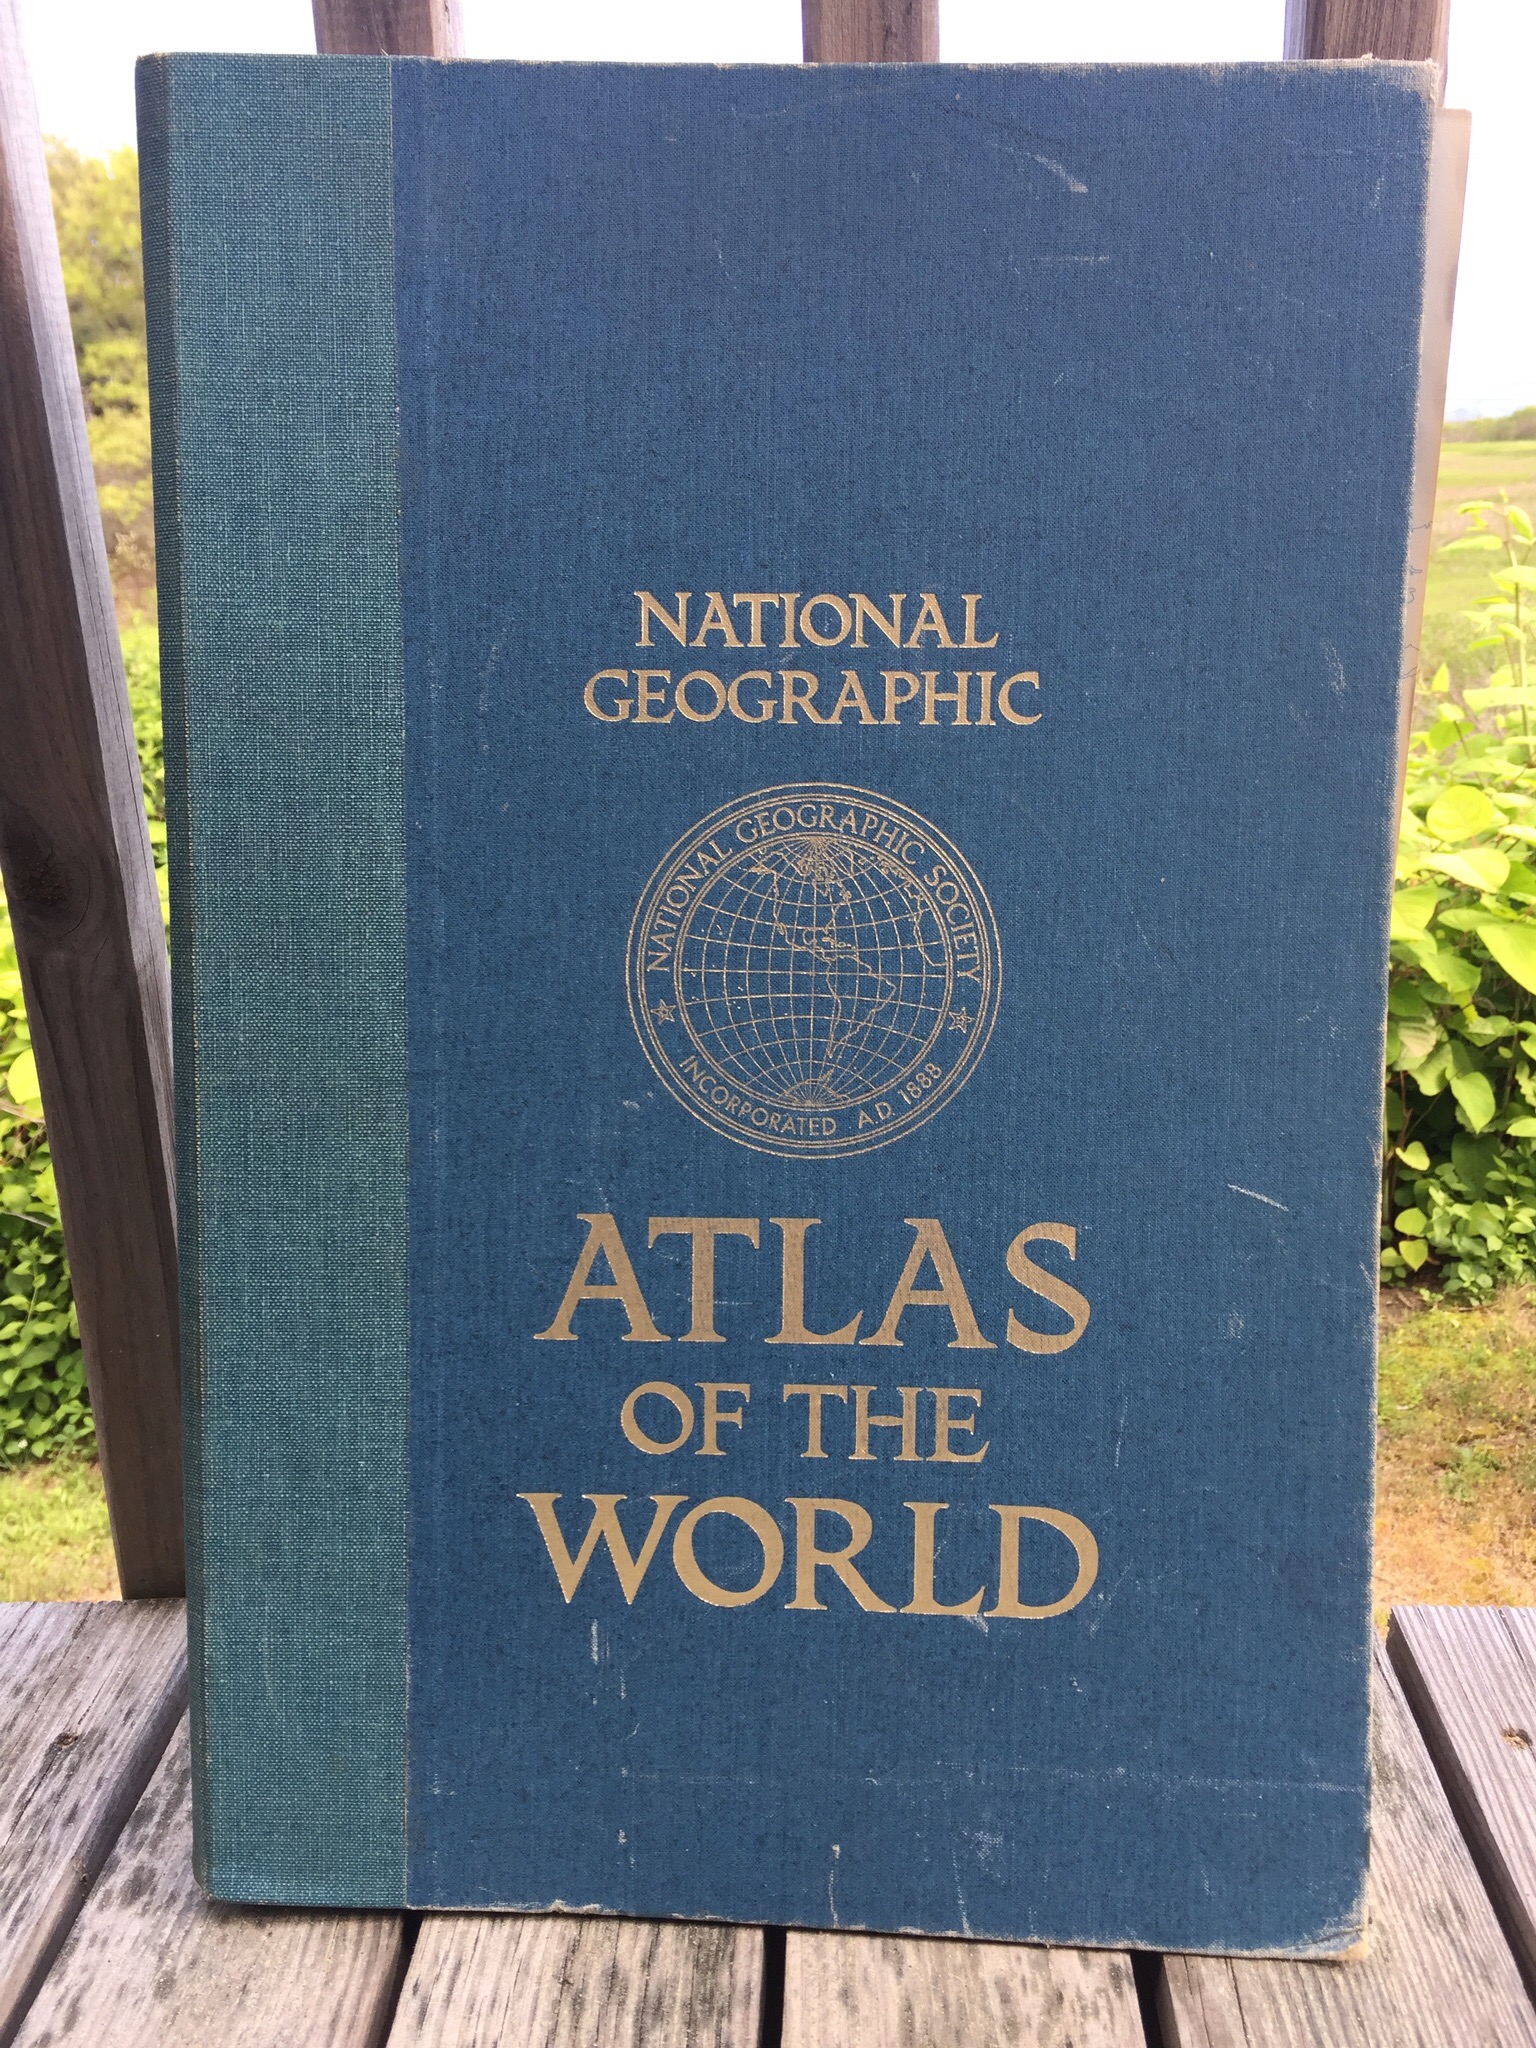 NATIONAL
GEOGRAPHIC
NATIONAL GEOGRAPHIC SOCIETY
INCORPORATED A.D. 1888
ATLAS
OF THE
WORLD